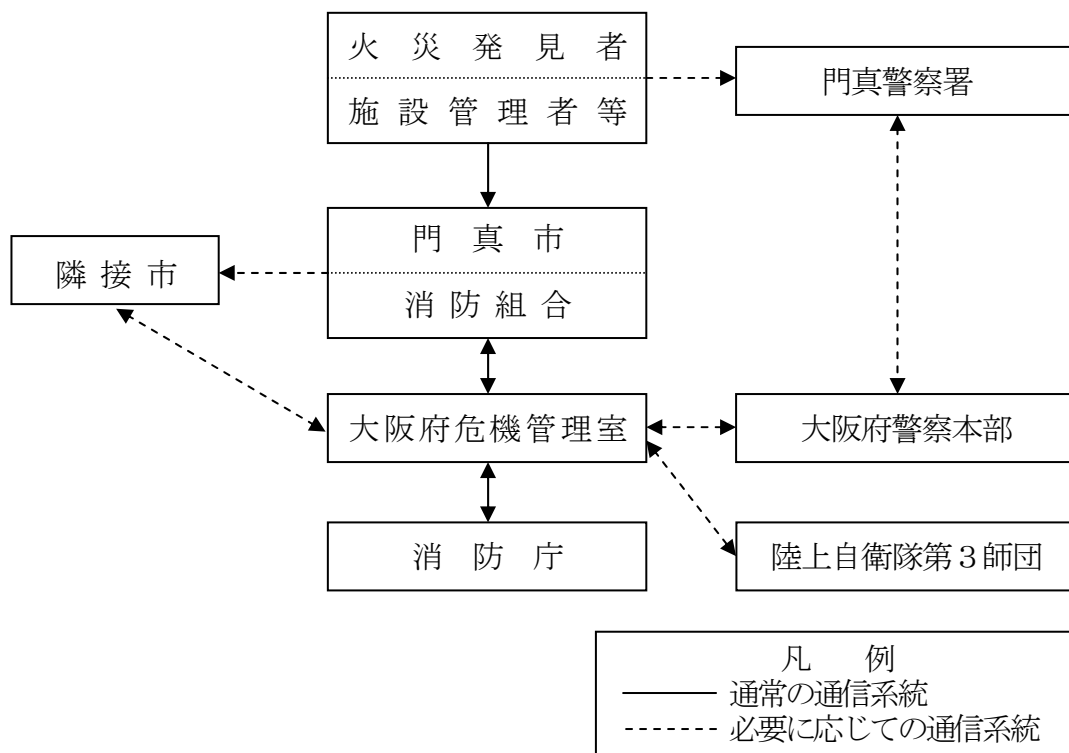 火災発見者
施設管理者等
門真警察署
門真市
消防組合
隣接市
大阪府危機管理室
大阪府警察本部
消防庁
陸上自衛隊第３師団
凡　例
通常の通信系統
必要に応じての通信系統